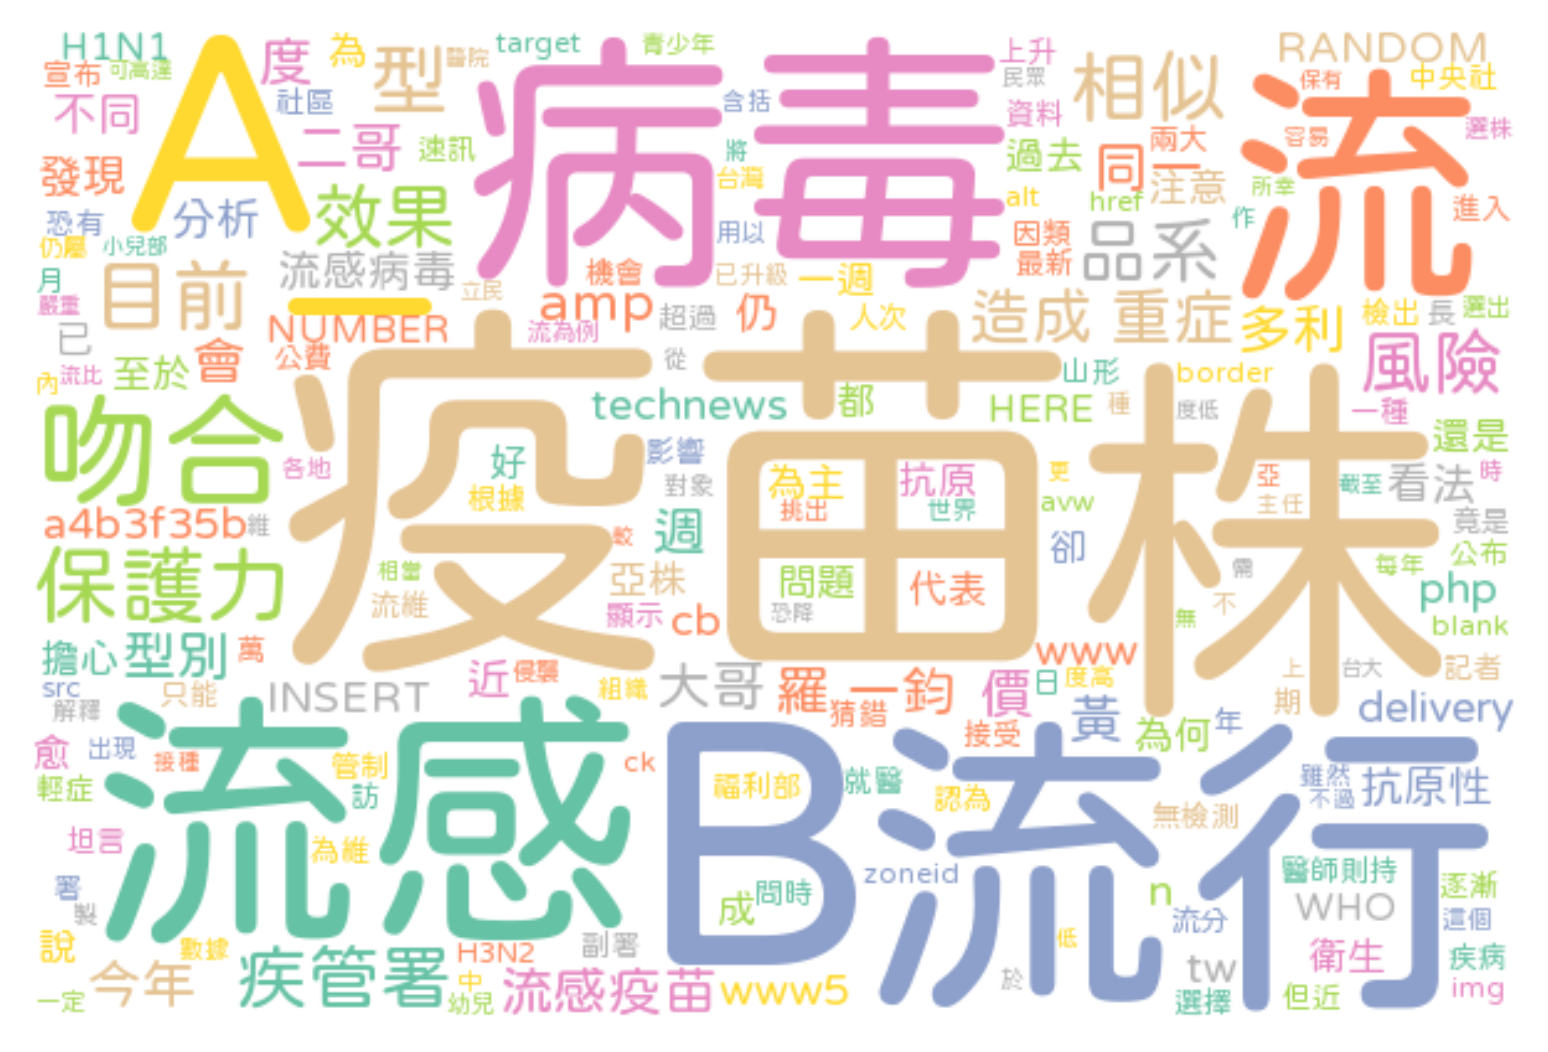 H1N1
宣布
可高達
不同
發現
恐有
分析
仍屬
小兒部
月
嚴重
已
內
流比
目前
至於
會
公費
A_
度
為
型
醫院
社區
二哥
速訊
效果
流感病毒
NUMBER
立民
target
青少年
病毒
含括
將
台灣
用以
已升級
一週
機會
amp
超過
仍
人次
流為例
從
上升
民眾
資料
過去
alt
因類
最新
相似
同一
兩大
注意
href
品系
造成
重症
RANDOM
保有
中央社
流
容易
選株
所幸
作
進入
多利
檢出
長
選出
風險
一種
還是
吻合
各地
a4b3f35b
維
保護力
擔心
型別
萬
src
解釋
只能
INSERT
疫苗株
technews
都
HERE
山形
border
種
度低
好
根據
影響
對象
週
較
相當
流維
亞株
顯示
cb
為主
抗原
挑出
世界
問題
代表
恐降
更
avw
卻
亞
主任
截至
看法
時
竟是
公布
每年
需
不
無
php
blank
www
近
侵襲
組織
大哥
羅一鈞
猜錯
價
日
度高
接受
黃
為何
年
上
期
台大
記者
delivery
愈
出現
接種
輕症
坦言
署
製
說
數據
一定
今年
流感
管制
訪
為維
疾管署
H3N2
中
幼兒
副署
流感疫苗
ck
B
福利部
就醫
成
問時
www5
zoneid
認為
流行
無檢測
低
於
n
流分
tw
選擇
雖然
不過
抗原性
醫師則持
WHO
逐漸
這個
衛生
疾病
但近
img